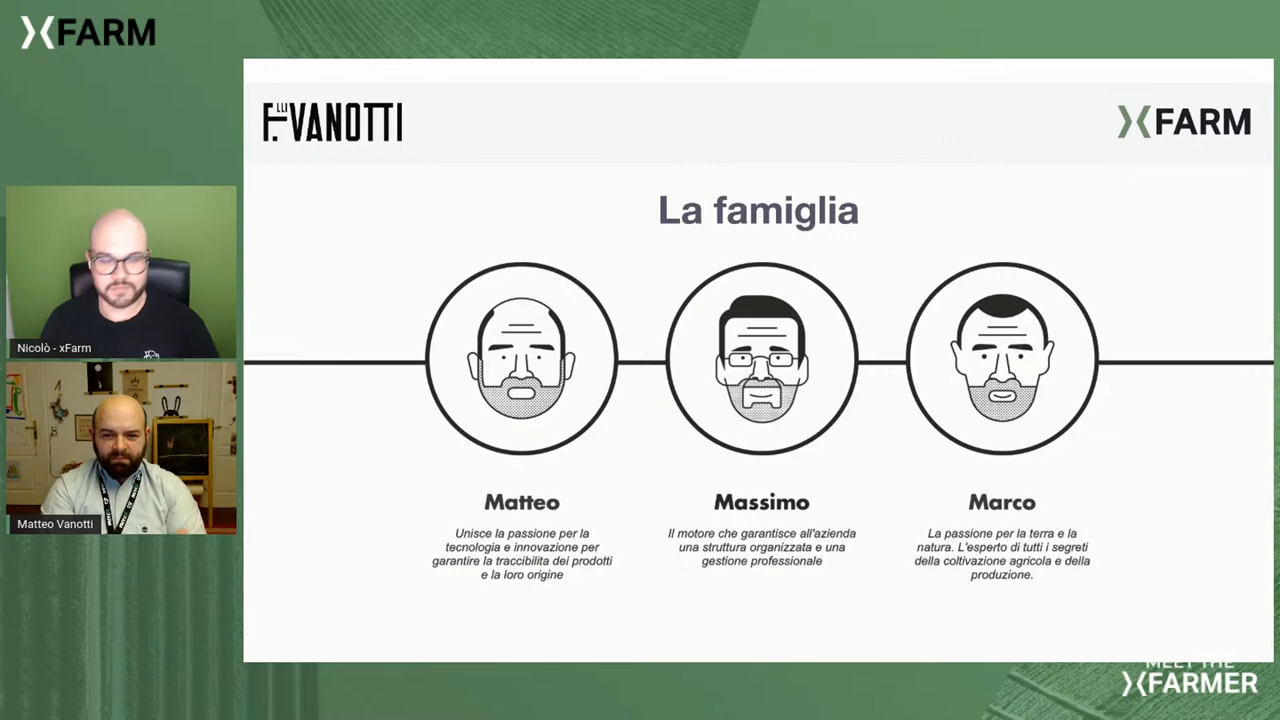 XFARM
F.LLI VANOTTI
XFARM
La famiglia
Nicolò - xFarm
Matteo Vanotti
Matteo
Unisce la passione per la
tecnologia e innovazione per
garantire la traccibilita dei prodotti
e la loro origine
Massimo
Il motore che garantisce all'azienda
una struttura organizzata e una
gestione professionale
Marco
La passione per la terra e la
natura. L'esperto di tutti i segreti
della coltivazione agricola e della
produzione.
MEET THE
XFARMER